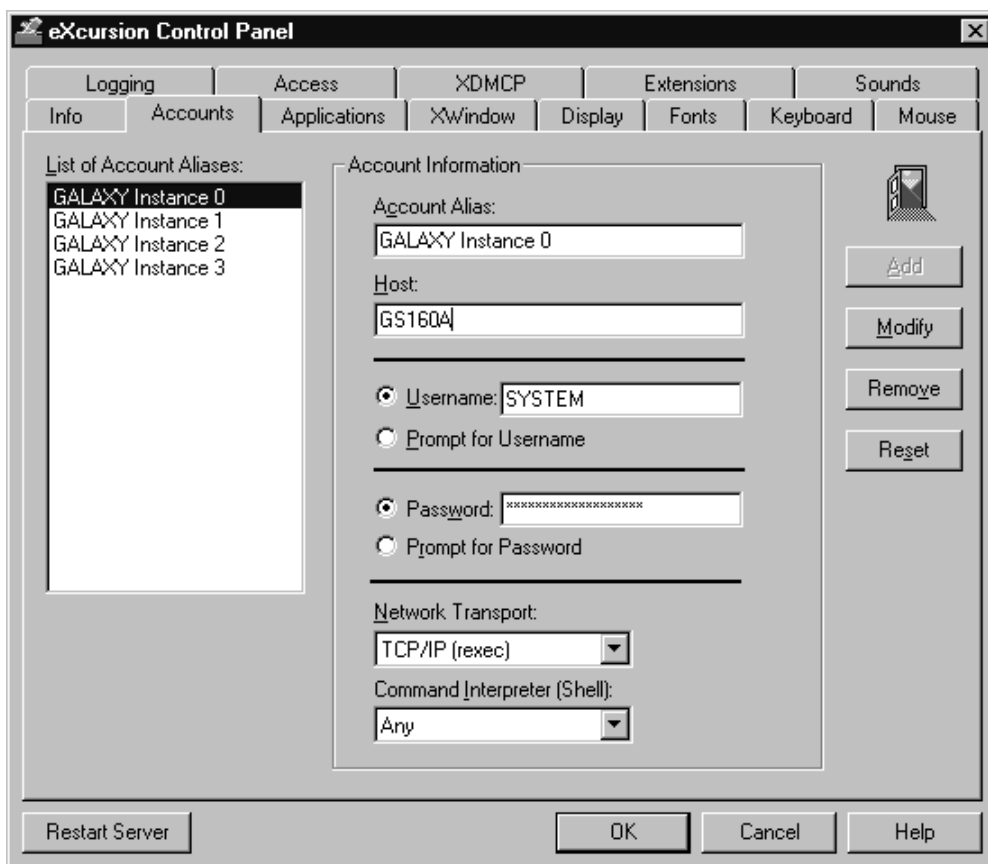 eXcursion Control Panel
Logging Access XDMCP Extensions Sounds
Info Accounts Applications XWindow Display Fonts Keyboard Mouse
List of Account Aliases:
GALAXY Instance 0
GALAXY Instance 1
GALAXY Instance 2
GALAXY Instance 3
Account Information
Account Alias:
GALAXY Instance 0
Host:
GS160A
Username: SYSTEM
Prompt for Username
Password: *******************
Prompt for Password
Network Transport:
TCP/IP (rexec)
Command Interpreter (Shell):
Any
Add
Modify
Remove
Reset
Restart Server OK Cancel Help